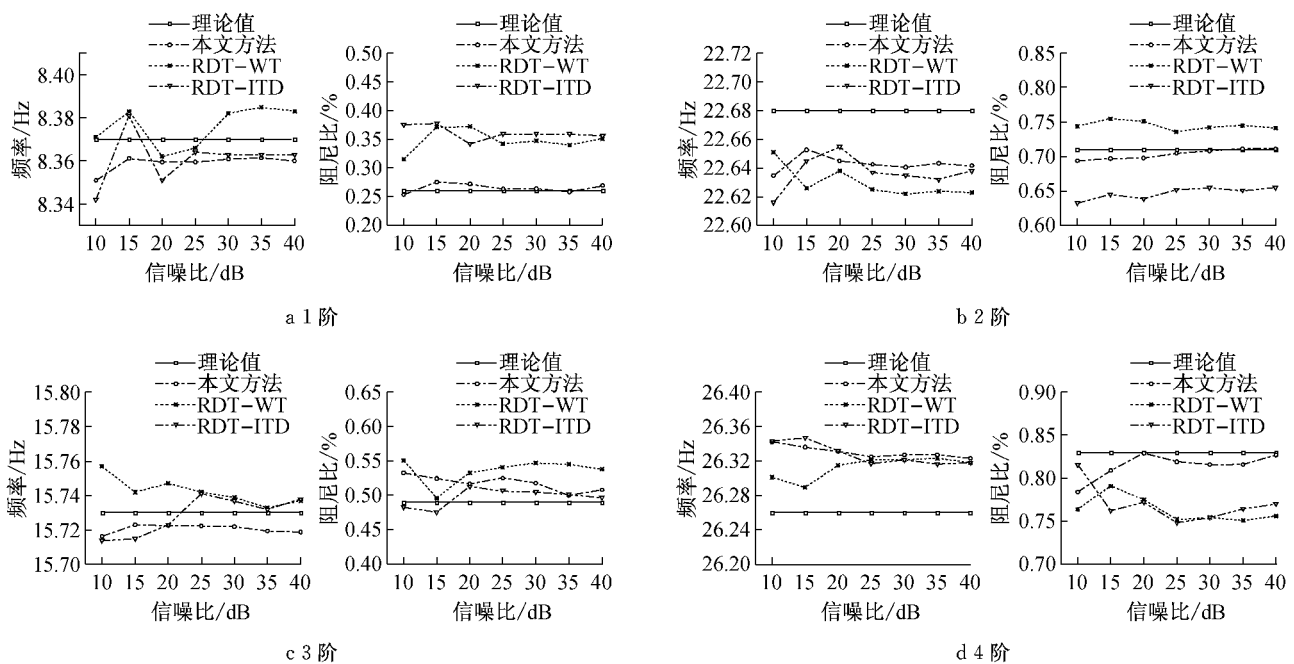 理论值
本文方法
RDT-WT
RDT-ITD
频率/Hz
8.40
8.38
8.36
8.34
10 15 20 25 30 35 40
信噪比/dB
理论值
本文方法
RDT-WT
RDT-ITD
阻尼比/%
0.50
0.45
0.40
0.35
0.30
0.25
0.20
10 15 20 25 30 35 40
信噪比/dB
a 1阶
理论值
本文方法
RDT-WT
RDT-ITD
频率/Hz
22.72
22.70
22.68
22.66
22.64
22.62
22.60
10 15 20 25 30 35 40
信噪比/dB
理论值
本文方法
RDT-WT
RDT-ITD
阻尼比/%
0.85
0.80
0.75
0.70
0.65
0.60
10 15 20 25 30 35 40
信噪比/dB
b 2阶
理论值
本文方法
RDT-WT
RDT-ITD
频率/Hz
15.80
15.78
15.76
15.74
15.72
15.70
10 15 20 25 30 35 40
信噪比/dB
理论值
本文方法
RDT-WT
RDT-ITD
阻尼比/%
0.65
0.60
0.55
0.50
0.45
0.40
10 15 20 25 30 35 40
信噪比/dB
c 3阶
理论值
本文方法
RDT-WT
RDT-ITD
频率/Hz
26.40
26.38
26.32
26.26
26.20
10 15 20 25 30 35 40
信噪比/dB
理论值
本文方法
RDT-WT
RDT-ITD
阻尼比/%
0.90
0.85
0.80
0.75
0.70
10 15 20 25 30 35 40
信噪比/dB
d 4阶